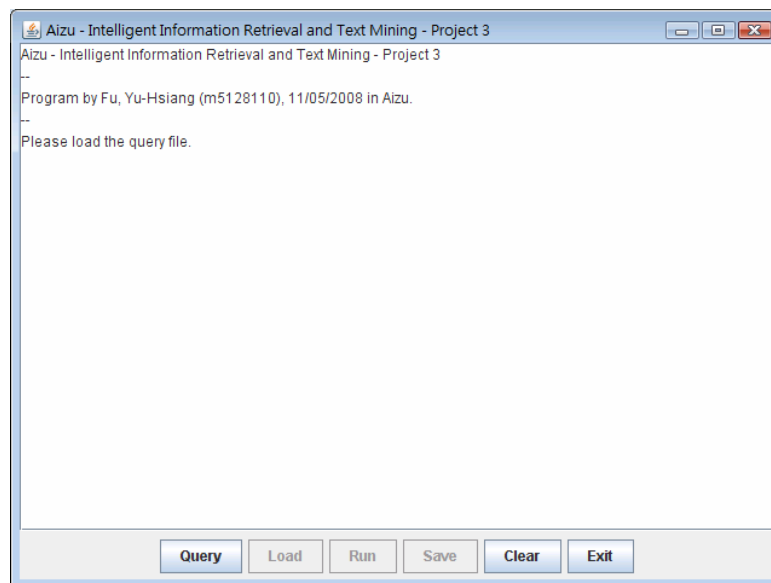 Aizu - Intelligent Information Retrieval and Text Mining - Project 3
Aizu - Intelligent Information Retrieval and Text Mining - Project 3
--
Program by Fu, Yu-Hsiang (m5128110), 11/05/2008 in Aizu.
--
Please load the query file.
Query Load Run Save Clear Exit